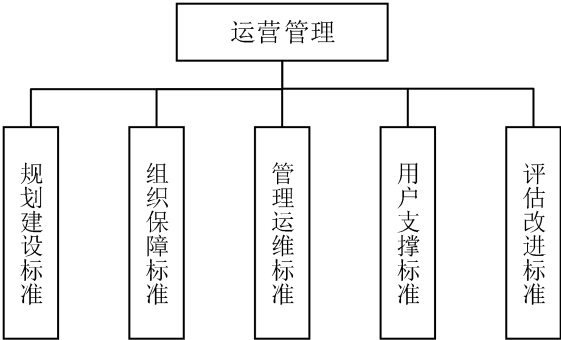 运营管理
规划建设标准
组织保障标准
管理运维标准
用户支撑标准
评估改进标准